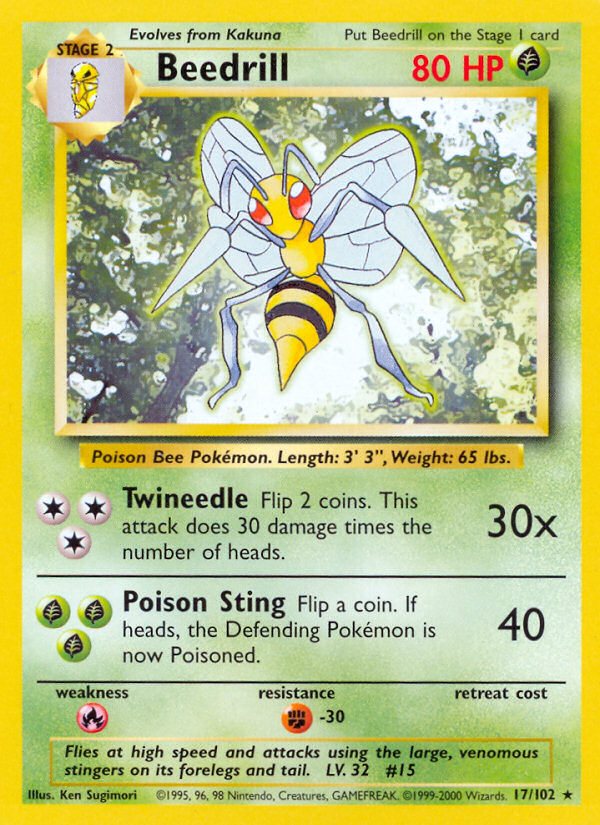 Evolves from Kakuna
Put Beedrill on the Stage 1 card
STAGE 2
Beedrill
80 HP
Poison Bee Pokémon. Length: 3' 3", Weight: 65 lbs.
Twineedle Flip 2 coins. This
attack does 30 damage times the
number of heads.
30x
Poison Sting Flip a coin. If
heads, the Defending Pokémon is
now Poisoned.
40
weakness resistance retreat cost
-30
Flies at high speed and attacks using the large, venomous
stingers on its forelegs and tail. LV. 32 #15
Illus. Ken Sugimori ©1995, 96, 98 Nintendo, Creatures, GAMEFREAK. ©1999-2000 Wizards. 17/102 ★